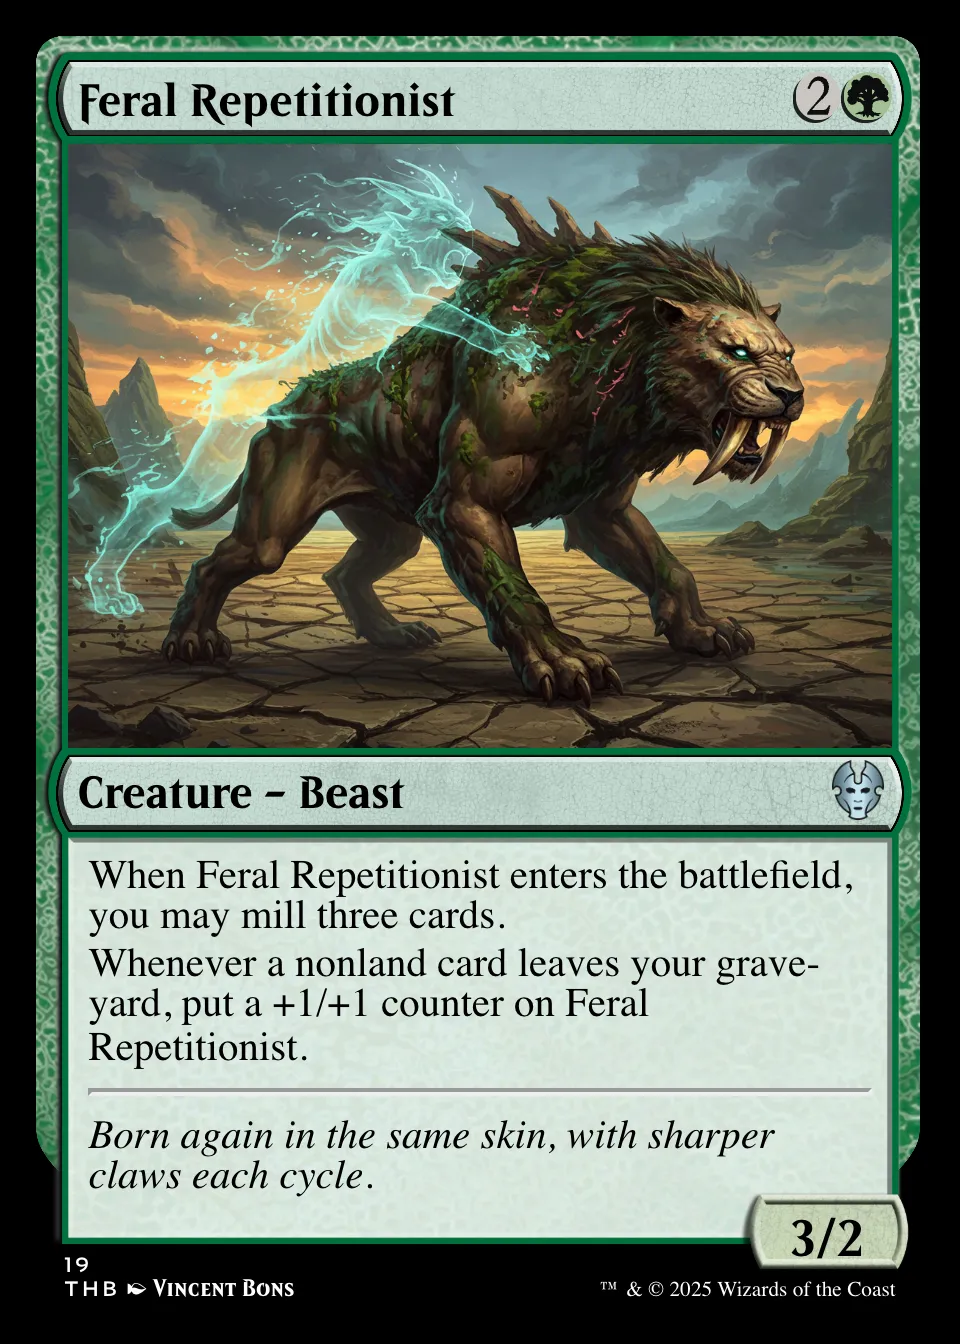 Feral Repetitionist 2
Creature – Beast
When Feral Repetitionist enters the battlefield,
you may mill three cards.
Whenever a nonland card leaves your grave-
yard, put a +1/+1 counter on Feral
Repetitionist.
Born again in the same skin, with sharper
claws each cycle.
3/2
19
THB Vincent Bons
™ & © 2025 Wizards of the Coast